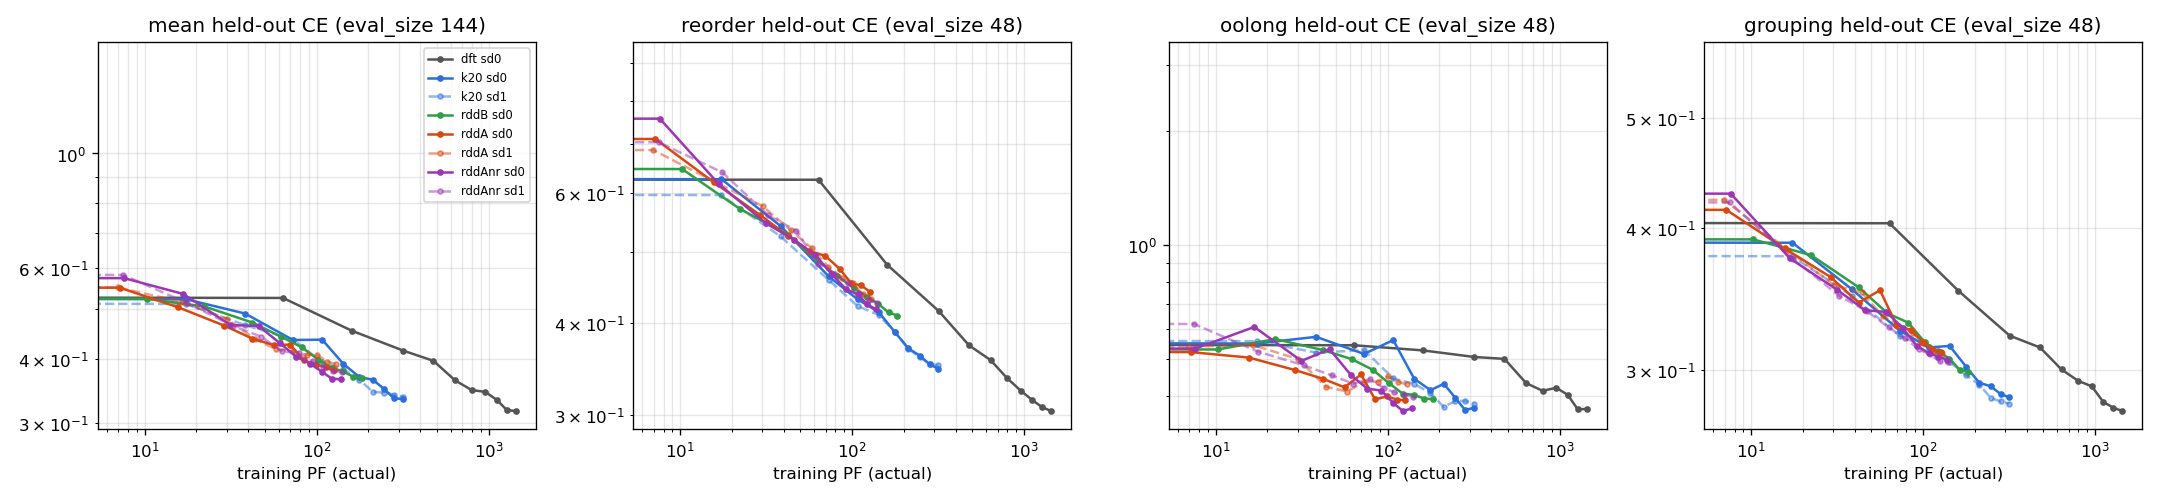 mean held-out CE (eval_size 144)
10⁰
6 × 10⁻¹
4 × 10⁻¹
3 × 10⁻¹
dft sd0
k20 sd0
k20 sd1
rddB sd0
rddA sd0
rddA sd1
rddAnr sd0
rddAnr sd1
10¹
10²
10³
training PF (actual)
reorder held-out CE (eval_size 48)
6 × 10⁻¹
4 × 10⁻¹
3 × 10⁻¹
10¹
10²
10³
training PF (actual)
oolong held-out CE (eval_size 48)
10⁰
10¹
10²
10³
training PF (actual)
grouping held-out CE (eval_size 48)
5 × 10⁻¹
4 × 10⁻¹
3 × 10⁻¹
10¹
10²
10³
training PF (actual)